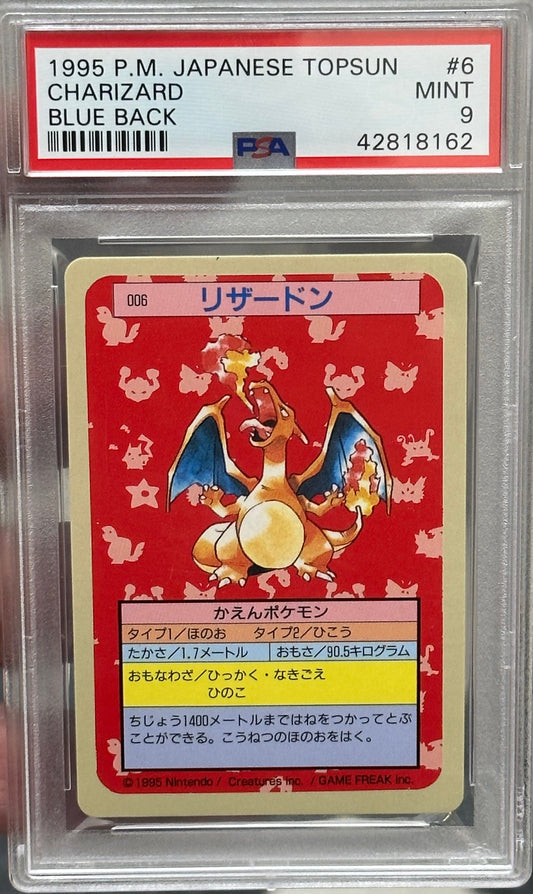 1995 P.M. JAPANESE TOPSUN #6
CHARIZARD MINT
BLUE BACK 9
PSA 42818162
006 リザードン
かえんポケモン
タイプ1/ほのお タイプ2/ひこう
たかさ/1.7メートル おもさ/90.5キログラム
おもなわざ/ひっかく・なきごえ
ひのこ
ちじょう1400メートルまではねをつかってとぶ
ことができる。こうねつのほのおをはく。
©1995 Nintendo / Creatures inc. / GAME FREAK inc.